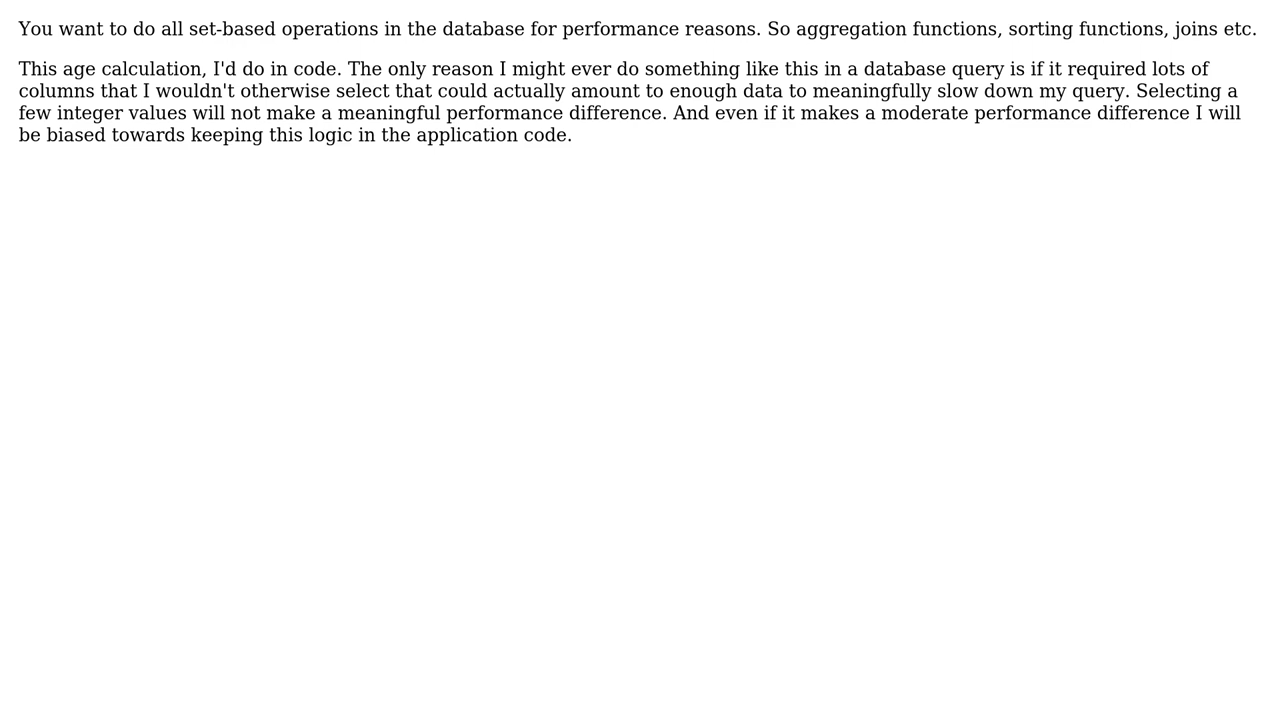 You want to do all set-based operations in the database for performance reasons. So aggregation functions, sorting functions, joins etc.
This age calculation, I'd do in code. The only reason I might ever do something like this in a database query is if it required lots of
columns that I wouldn't otherwise select that could actually amount to enough data to meaningfully slow down my query. Selecting a
few integer values will not make a meaningful performance difference. And even if it makes a moderate performance difference I will
be biased towards keeping this logic in the application code.